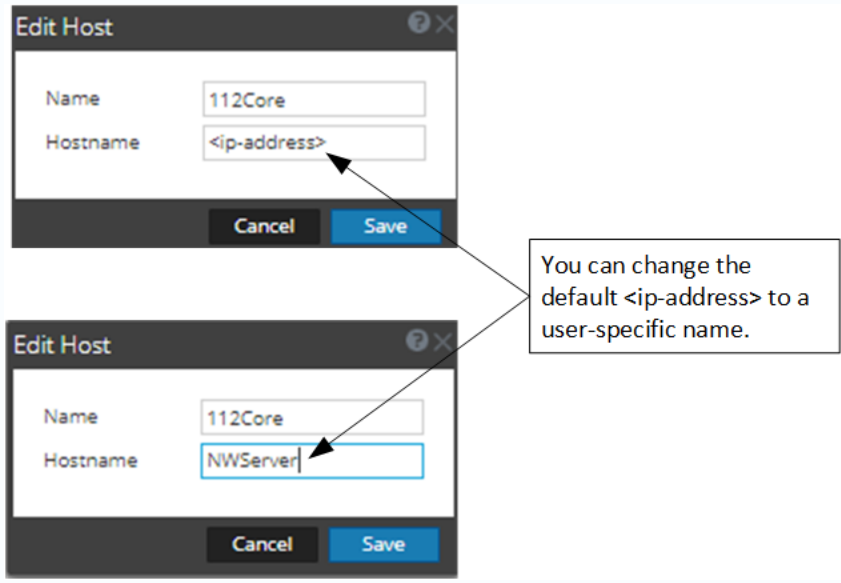 Edit Host
Name 112Core
Hostname <ip-address>
Cancel Save
You can change the
default <ip-address> to a
user-specific name.
Edit Host
Name 112Core
Hostname NWServer
Cancel Save